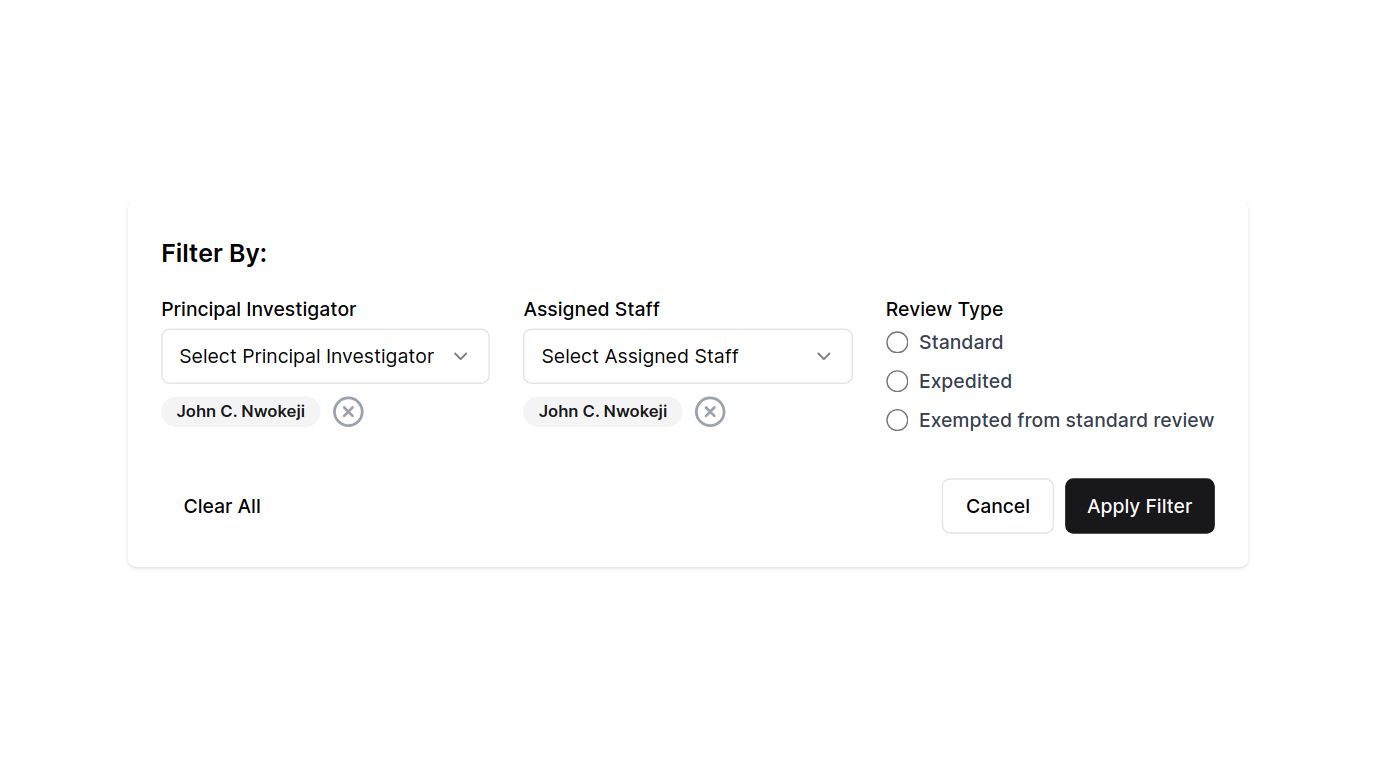 Filter By:
Principal Investigator
Select Principal Investigator
John C. Nwokeji
Assigned Staff
Select Assigned Staff
John C. Nwokeji
Review Type
Standard
Expedited
Exempted from standard review
Clear All
Cancel
Apply Filter